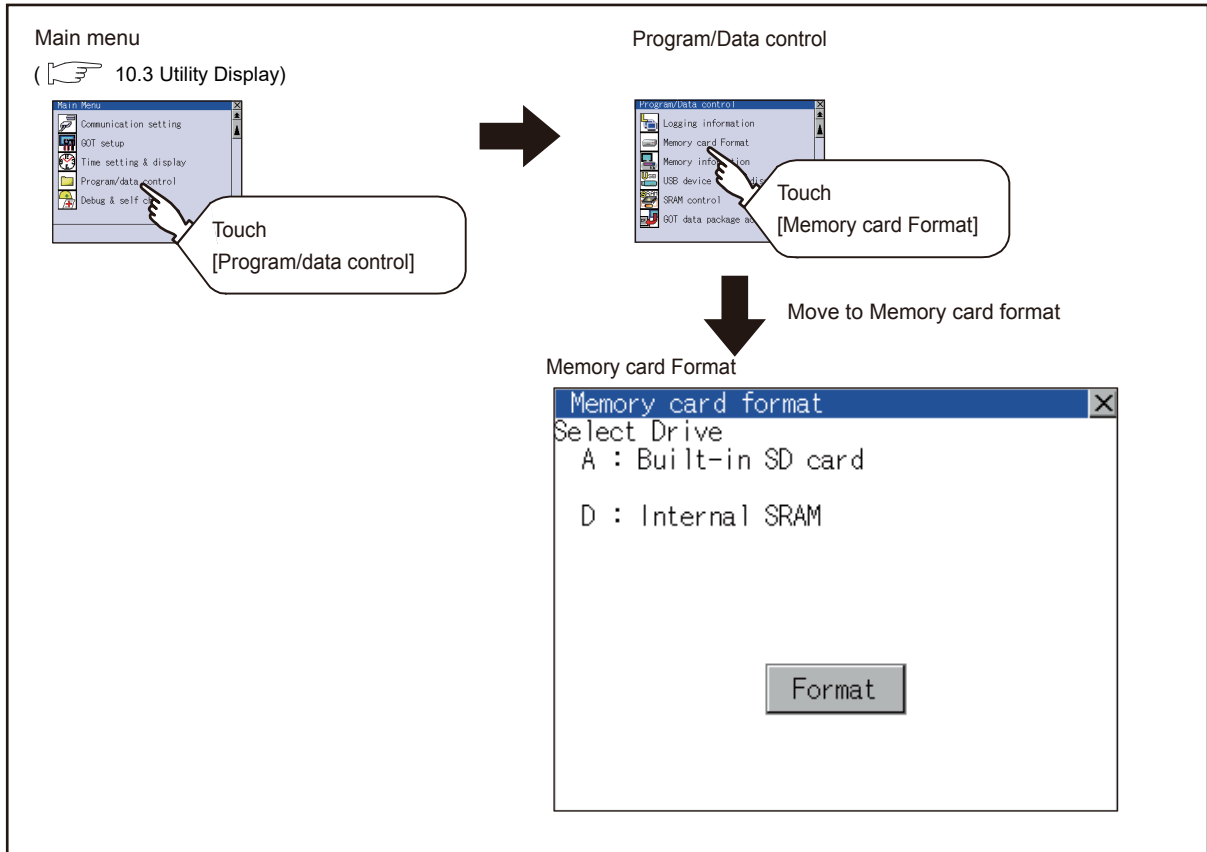 Main menu
( 10.3 Utility Display)
Main Menu
Communication setting
GOT setup
Time setting & display
Program/data control
Debug & self c
Touch
[Program/data control]
Program/Data control
Program/Data control
Logging information
Memory card Format
Memory information
USB device
SRAM control
GOT data package
Touch
[Memory card Format]
Move to Memory card format
Memory card Format
Memory card format
Select Drive
A : Built-in SD card
D : Internal SRAM
Format